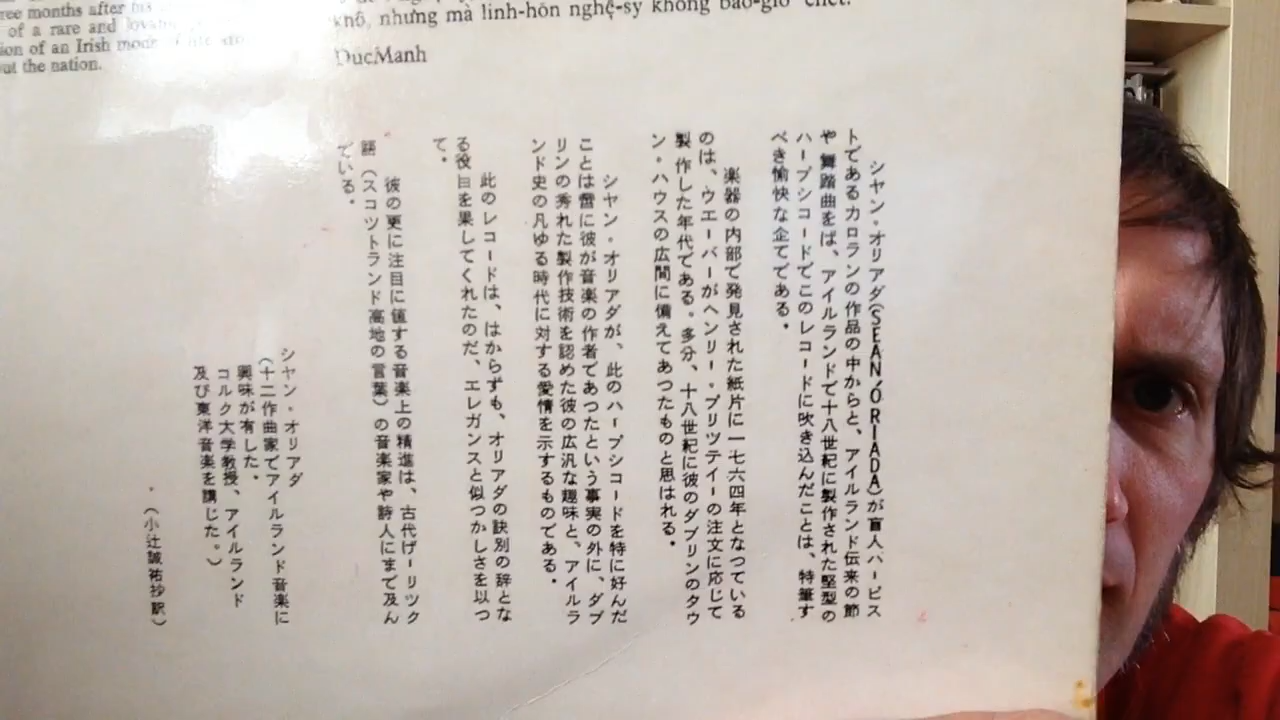 ree months after his
of a rare and lovable
ion of an Irish mode of life
out the nation.
khổ, nhưng mà linh-hồn nghệ-sỹ không bao-giờ chết.
DucManh
シヤン・オリアダ(SEÁN Ó RIADA)が盲人ハーピス
トであるカロランの作品の中からと、アイルランド伝来の節
や舞踏曲をば、アイルランドで十八世紀に製作された竪型の
ハープシコードでこのレコードに吹き込んだことは、特筆す
べき愉快な企てである。
楽器の内部で発見された紙片に一七六四年となつている
のは、ウエーバーがヘンリー・プリツテイーの注文に応じて
製作した年代である。多分、十八世紀に彼のダブリンのタウ
ン・ハウスの広間に備えてあつたものと思はれる。
シヤン・オリアダが、此のハープシコードを特に好んだ
ことは啻に彼が音楽の作者であつたという事実の外に、ダブ
リンの秀れた製作技術を認めた彼の広汎な趣味と、アイルラ
ンド史の凡ゆる時代に対する愛情を示するものである。
此のレコードは、はからずも、オリアダの訣別の辞とな
る役目を果してくれたのだ、エレガンスと似つかしさを以つ
て。
彼の更に注目に値する音楽上の精進は、古代げーリツク
語(スコツトランド高地の言葉)の音楽家や詩人にまで及ん
でいる。
シヤン・オリアダ
(十二作曲家でアイルランド音楽に
興味が有した。
コルク大学教授、アイルランド
及び東洋音楽を講じた。)
(小辻誠祐抄訳)